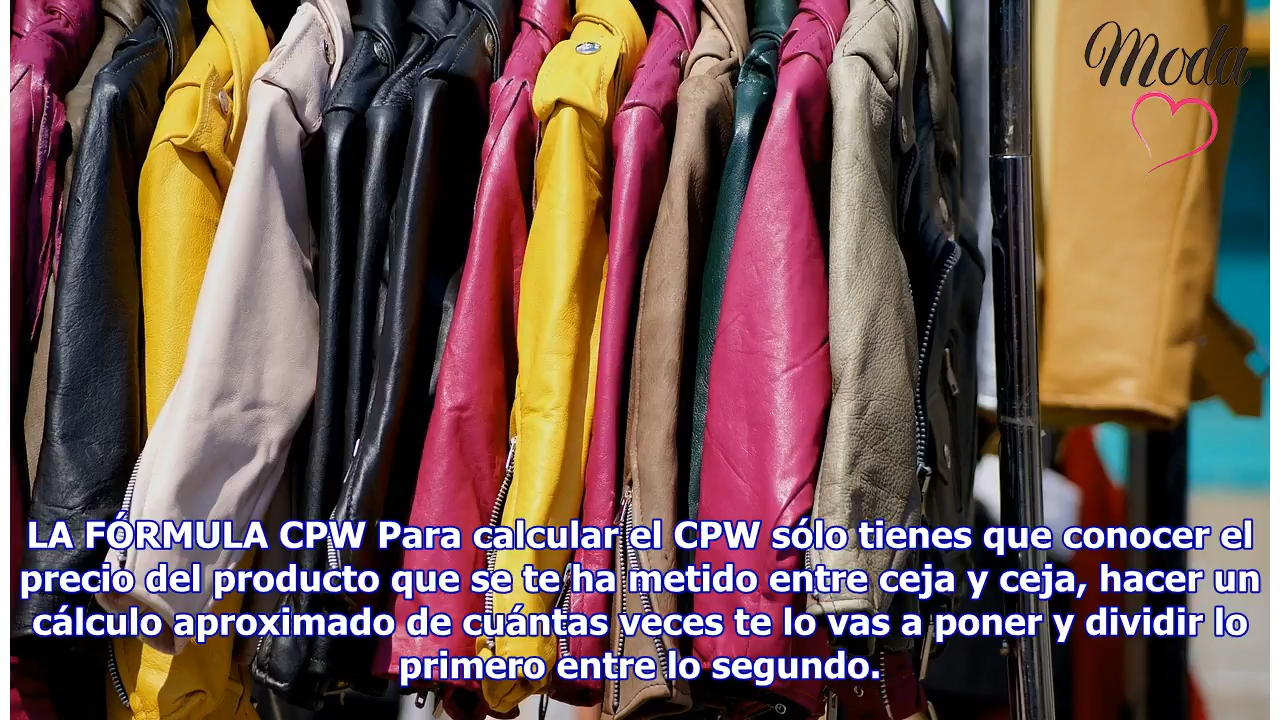 Moda
LA FÓRMULA CPW Para calcular el CPW sólo tienes que conocer el
precio del producto que se te ha metido entre ceja y ceja, hacer un
cálculo aproximado de cuántas veces te lo vas a poner y dividir lo
primero entre lo segundo.